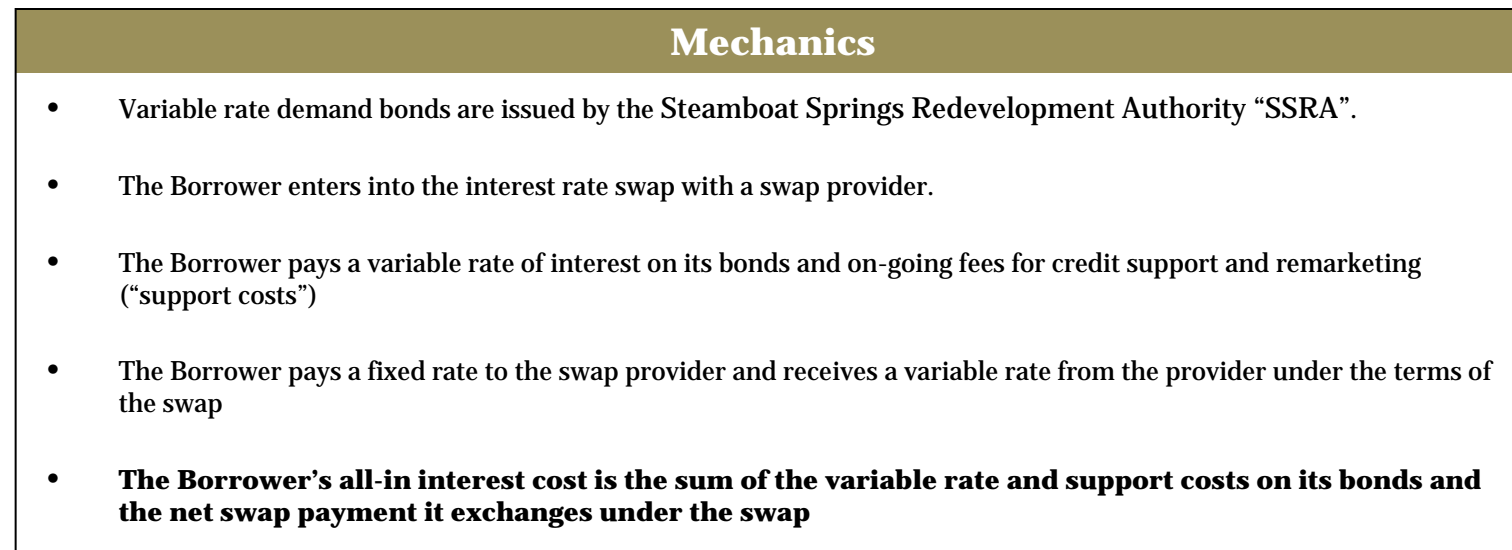 Mechanics
• Variable rate demand bonds are issued by the Steamboat Springs Redevelopment Authority “SSRA”.
• The Borrower enters into the interest rate swap with a swap provider.
• The Borrower pays a variable rate of interest on its bonds and on-going fees for credit support and remarketing
(“support costs”)
• The Borrower pays a fixed rate to the swap provider and receives a variable rate from the provider under the terms of
the swap
• The Borrower’s all-in interest cost is the sum of the variable rate and support costs on its bonds and
the net swap payment it exchanges under the swap